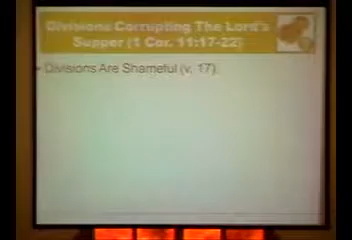 Divisions Corrupting The Lord's
Supper (1 Cor. 11:17-22)
• Divisions Are Shameful (v. 17).